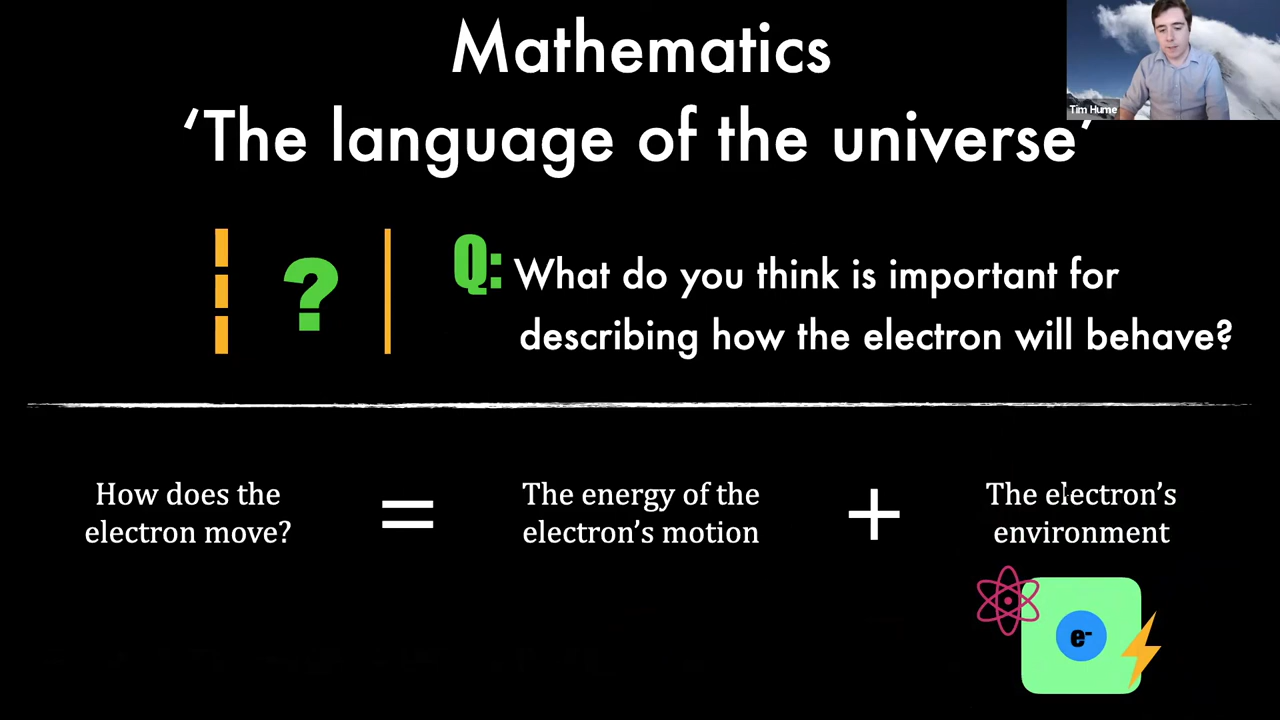 Mathematics
‘The language of the universe’
Tim Hume
?
Q: What do you think is important for
describing how the electron will behave?
How does the
electron move?
=
The energy of the
electron’s motion
+
The electron’s
environment
e-